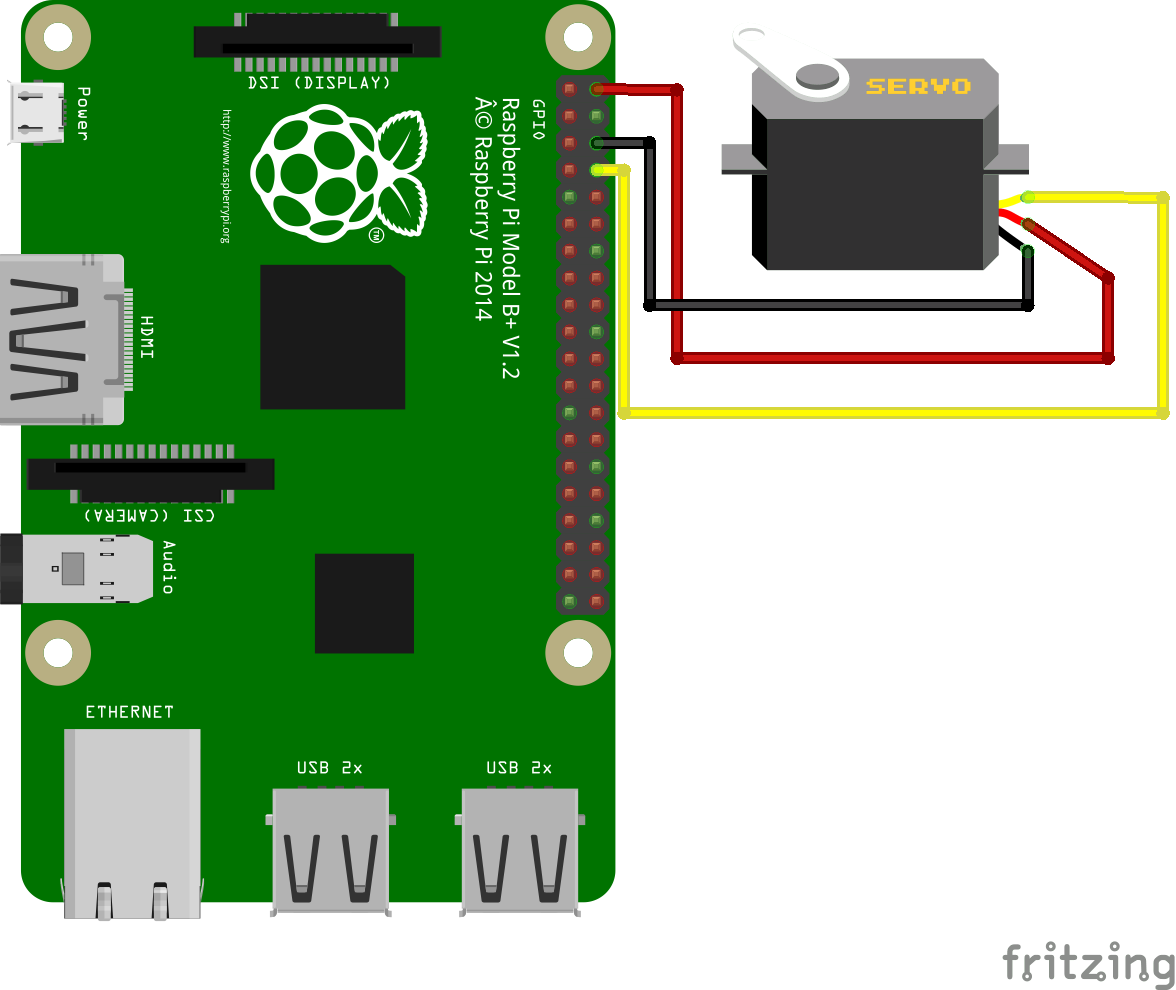 DSI (DISPLAY)
Power
http://www.raspberrypi.org
TM
GPIO
Raspberry Pi Model B+ V1.2
Â© Raspberry Pi 2014
SERVO
HDMI
CSI (CAMERA)
Audio
ETHERNET
USB 2x
USB 2x
fritzing